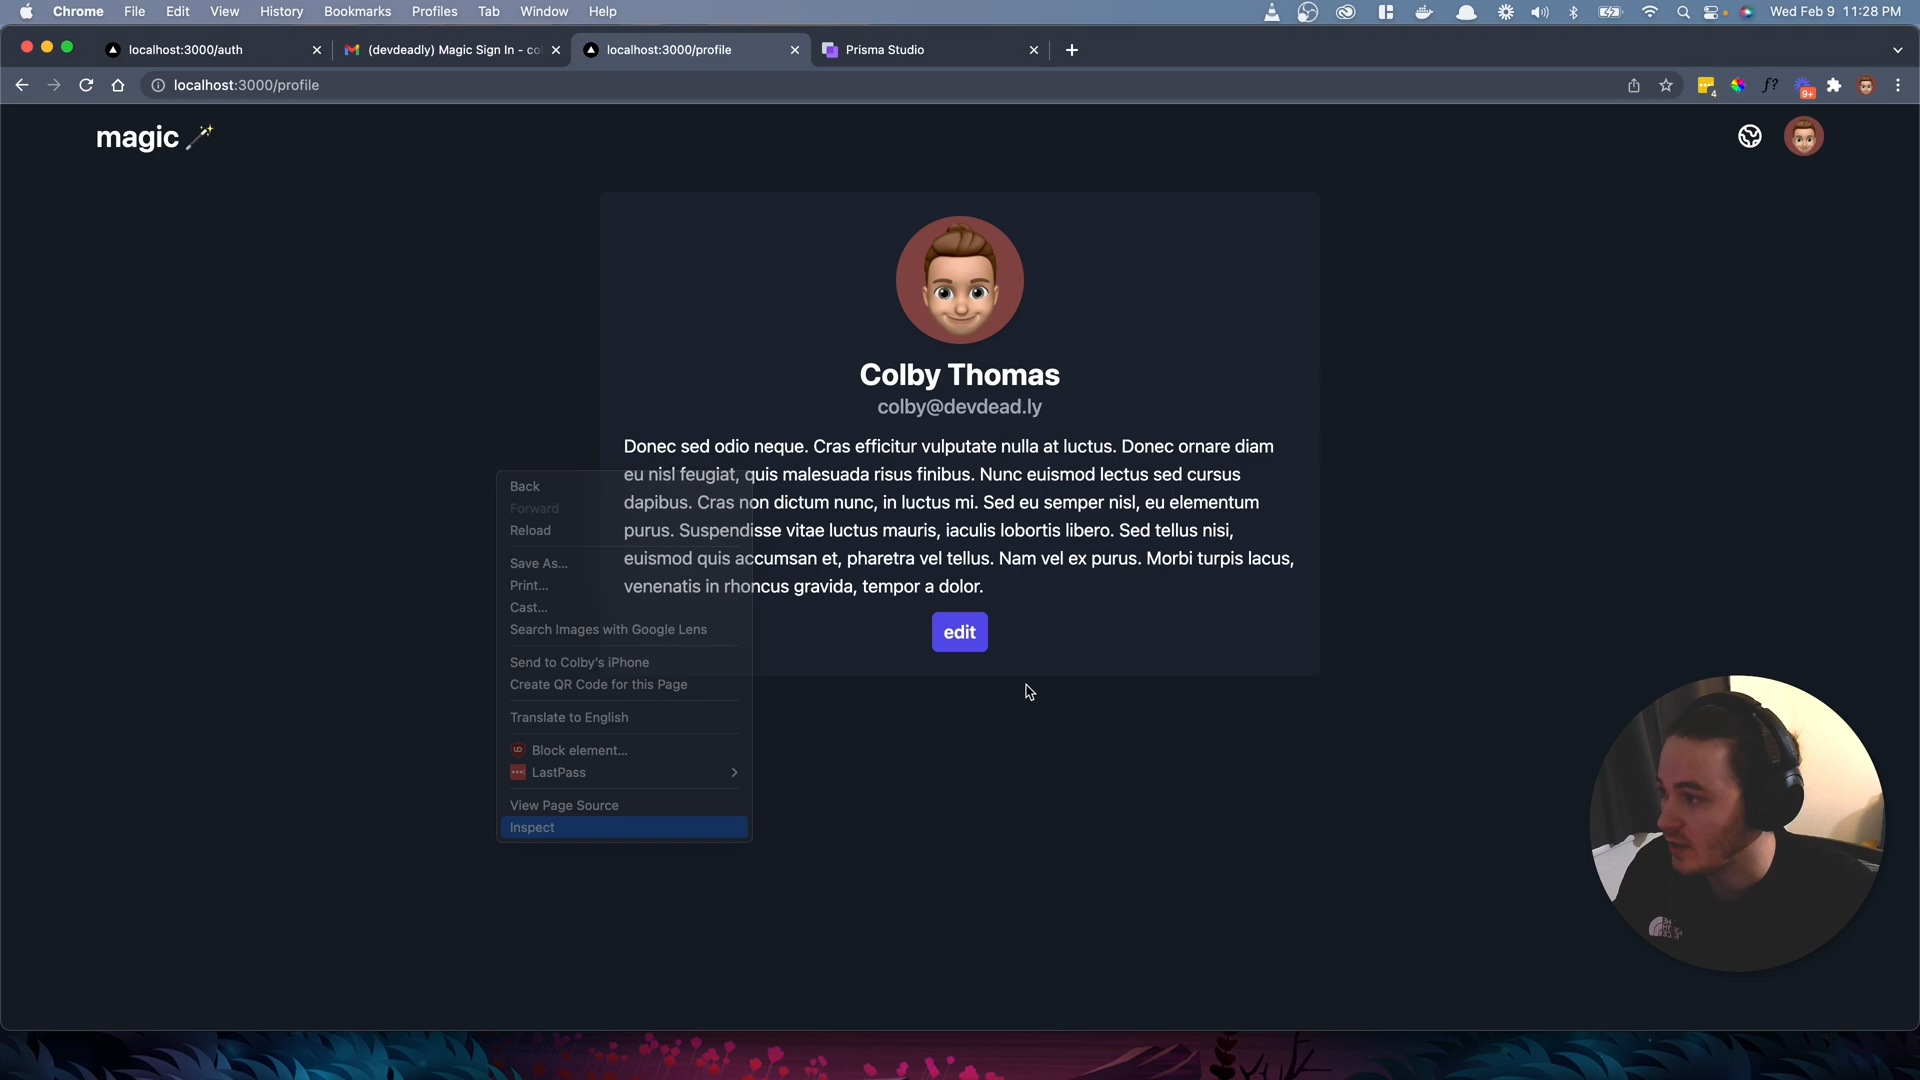 Chrome File Edit View History Bookmarks Profiles Tab Window Help
Wed Feb 9 11:28 PM
localhost:3000/auth
(devdeadly) Magic Sign In - co
localhost:3000/profile
Prisma Studio
localhost:3000/profile
f?
4
9+
magic
Colby Thomas
colby@devdead.ly
Donec sed odio neque. Cras efficitur vulputate nulla at luctus. Donec ornare diam
eu nisl feugiat, quis malesuada risus finibus. Nunc euismod lectus sed cursus
dapibus. Cras non dictum nunc, in luctus mi. Sed eu semper nisl, eu elementum
purus. Suspendisse vitae luctus mauris, iaculis lobortis libero. Sed tellus nisi,
euismod quis accumsan et, pharetra vel tellus. Nam vel ex purus. Morbi turpis lacus,
venenatis in rhoncus gravida, tempor a dolor.
edit
Back
Forward
Reload
Save As...
Print...
Cast...
Search Images with Google Lens
Send to Colby's iPhone
Create QR Code for this Page
Translate to English
Block element...
LastPass
View Page Source
Inspect